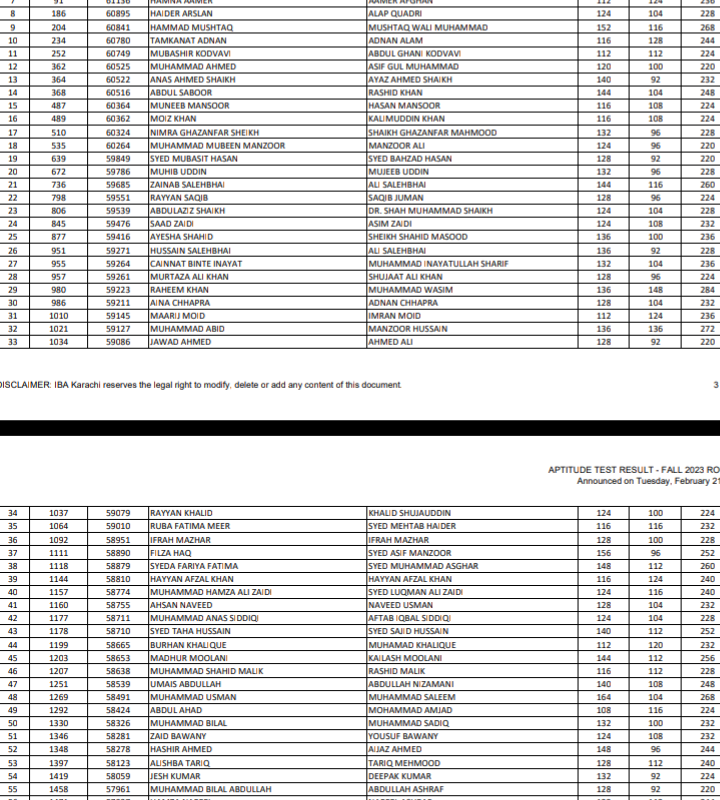 7 91 61136 HAMNA AAMER AAMER AFGHAN 112 124 236
8 186 60895 HAIDER ARSLAN ALAP QUADRI 124 104 228
9 204 60841 HAMMAD MUSHTAQ MUSHTAQ WALI MUHAMMAD 152 116 268
10 234 60780 TAMKANAT ADNAN ADNAN ALAM 116 128 244
11 252 60749 MUBASHIR KODVAVI ABDUL GHANI KODVAVI 112 112 224
12 362 60525 MUHAMMAD AHMED ASIF GUL MUHAMMAD 120 100 220
13 364 60522 ANAS AHMED SHAIKH AYAZ AHMED SHAIKH 140 92 232
14 368 60516 ABDUL SABOOR RASHID KHAN 144 104 248
15 487 60364 MUNEEB MANSOOR HASAN MANSOOR 116 108 224
16 489 60362 MOIZ KHAN KALIMUDDIN KHAN 116 108 224
17 510 60324 NIMRA GHAZANFAR SHEIKH SHAIKH GHAZANFAR MAHMOOD 132 96 228
18 535 60264 MUHAMMAD MUBEEN MANZOOR MANZOOR ALI 124 96 220
19 639 59849 SYED MUBASIT HASAN SYED BAHZAD HASAN 128 92 220
20 672 59786 MUHIB UDDIN MUJEEB UDDIN 132 96 228
21 736 59685 ZAINAB SALEHBHAI ALI SALEHBHAI 144 116 260
22 798 59551 RAYYAN SAQIB SAQIB JUMAN 128 96 224
23 806 59539 ABDULAZIZ SHAIKH DR. SHAH MUHAMMAD SHAIKH 124 104 228
24 845 59476 SAAD ZAIDI ASIM ZAIDI 124 108 232
25 877 59416 AYESHA SHAHID SHEIKH SHAHID MASOOD 136 100 236
26 951 59271 HUSSAIN SALEHBHAI ALI SALEHBHAI 136 92 228
27 955 59264 CAINNAT BINTE INAYAT MUHAMMAD INAYATULLAH SHARIF 132 104 236
28 957 59261 MURTAZA ALI KHAN SHUJAAT ALI KHAN 128 96 224
29 980 59223 RAHEEM KHAN MUHAMMAD WASIM 136 148 284
30 986 59211 AINA CHHAPRA ADNAN CHHAPRA 128 104 232
31 1010 59145 MAARIJ MOID IMRAN MOID 112 124 236
32 1021 59127 MUHAMMAD ABID MANZOOR HUSSAIN 136 136 272
33 1034 59086 JAWAD AHMED AHMED ALI 128 92 220
DISCLAIMER: IBA Karachi reserves the legal right to modify, delete or add any content of this document. 3
APTITUDE TEST RESULT - FALL 2023 RO
Announced on Tuesday, February 21
34 1037 59079 RAYYAN KHALID KHALID SHUJAUDDIN 124 100 224
35 1064 59010 RUBA FATIMA MEER SYED MEHTAB HAIDER 116 116 232
36 1092 58951 IFRAH MAZHAR IFRAH MAZHAR 128 100 228
37 1111 58890 FILZA HAQ SYED ASIF MANZOOR 156 96 252
38 1118 58879 SYEDA FARIYA FATIMA SYED MUHAMMAD ASGHAR 148 112 260
39 1144 58810 HAYYAN AFZAL KHAN HAYYAN AFZAL KHAN 116 124 240
40 1157 58774 MUHAMMAD HAMZA ALI ZAIDI SYED LUQMAN ALI ZAIDI 124 116 240
41 1160 58755 AHSAN NAVEED NAVEED USMAN 128 104 232
42 1177 58711 MUHAMMAD ANAS SIDDIQI AFTAB IQBAL SIDDIQI 124 104 228
43 1178 58710 SYED TAHA HUSSAIN SYED SAJID HUSSAIN 140 112 252
44 1199 58665 BURHAN KHALIQUE MUHAMAD KHALIQUE 112 120 232
45 1203 58653 MADHUR MOOLANI KAILASH MOOLANI 144 112 256
46 1207 58638 MUHAMMAD SHAHID MALIK RASHID MALIK 116 112 228
47 1251 58539 UMAIS ABDULLAH ABDULLAH NIZAMANI 140 108 248
48 1269 58491 MUHAMMAD USMAN MUHAMMAD SALEEM 164 104 268
49 1292 58424 ABDUL AHAD MOHAMMAD AMJAD 108 116 224
50 1330 58326 MUHAMMAD BILAL MUHAMMAD SADIQ 132 100 232
51 1346 58281 ZAID BAWANY YOUSUF BAWANY 124 108 232
52 1348 58278 HASHIR AHMED AIJAZ AHMED 148 96 244
53 1397 58123 ALISHBA TARIQ TARIQ MEHMOOD 128 112 240
54 1419 58059 JESH KUMAR DEEPAK KUMAR 132 92 224
55 1458 57961 MUHAMMAD BILAL ABDULLAH ABDULLAH ASHRAF 128 92 220